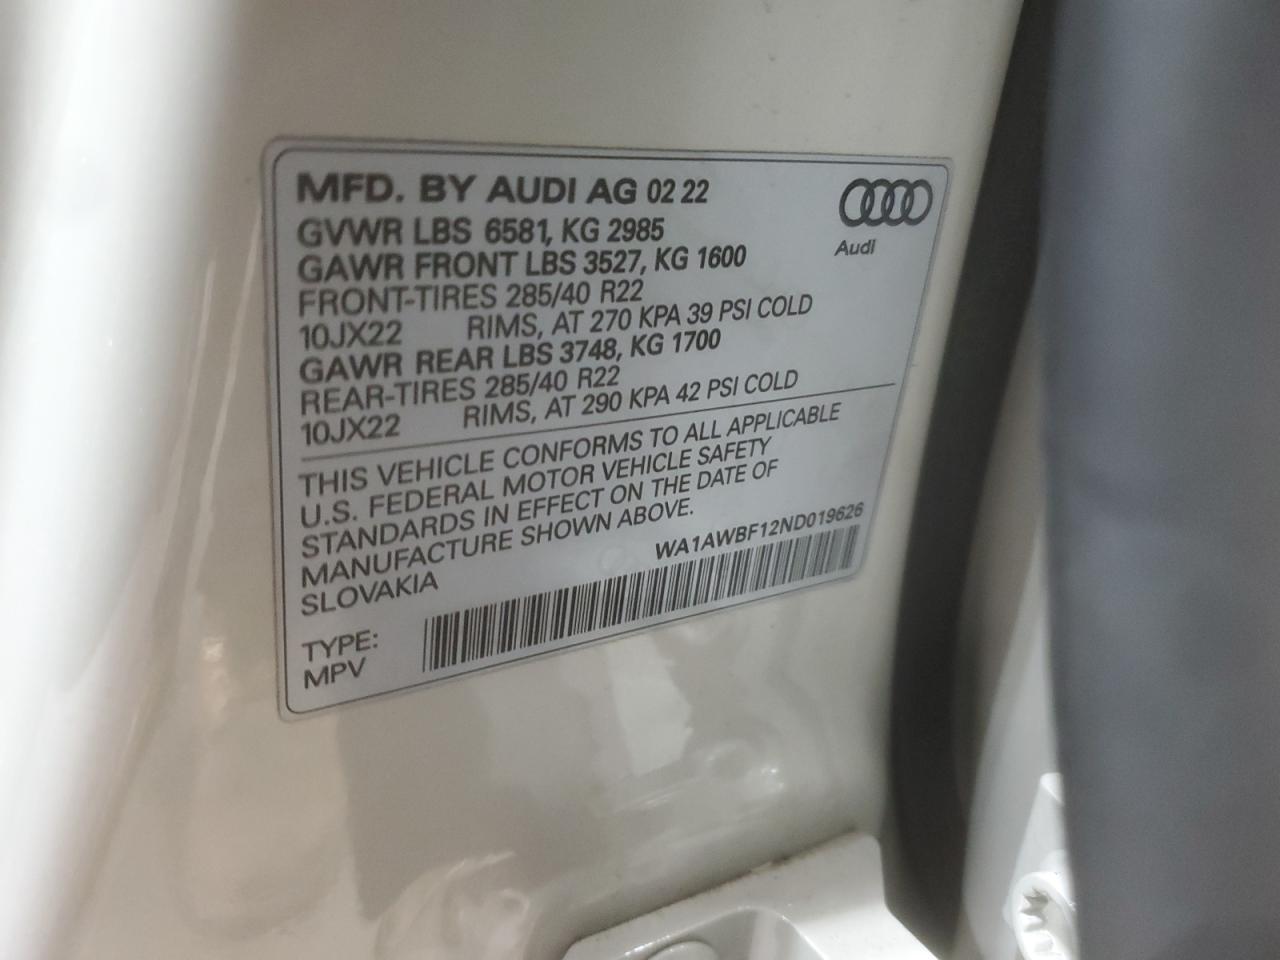 MFD. BY AUDI AG 02 22
Audi
GVWR LBS 6581, KG 2985
GAWR FRONT LBS 3527, KG 1600
FRONT-TIRES 285/40 R22
10JX22 RIMS, AT 270 KPA 39 PSI COLD
GAWR REAR LBS 3748, KG 1700
REAR-TIRES 285/40 R22
10JX22 RIMS, AT 290 KPA 42 PSI COLD
THIS VEHICLE CONFORMS TO ALL APPLICABLE
U.S. FEDERAL MOTOR VEHICLE SAFETY
STANDARDS IN EFFECT ON THE DATE OF
MANUFACTURE SHOWN ABOVE.
SLOVAKIA
WA1AWBF12ND019626
TYPE:
MPV